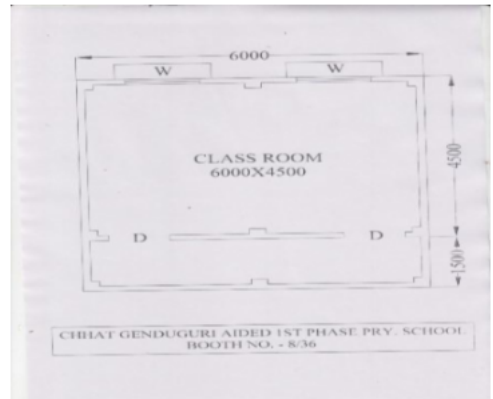 6000
W W
CLASS ROOM
6000X4500
4500
D D
1500
CHHAT GENDUGURI AIDED 1ST PHASE PRY. SCHOOL
BOOTH NO. - 8/36